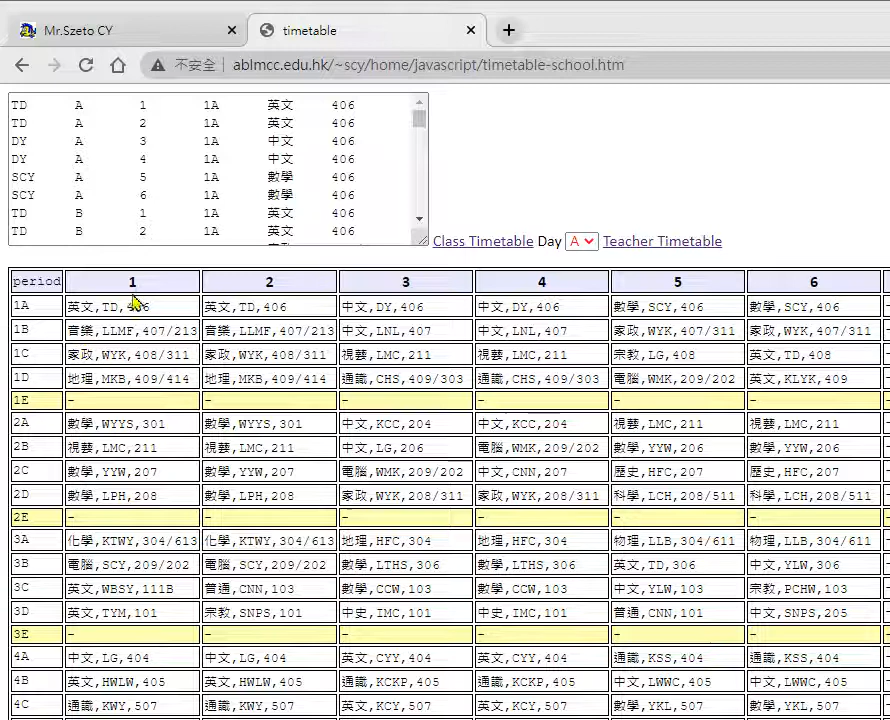 Mr.Szeto CY × timetable × +
不安全 | ablmcc.edu.hk/~scy/home/javascript/timetable-school.htm
TD A 1 1A 英文 406
TD A 2 1A 英文 406
DY A 3 1A 中文 406
DY A 4 1A 中文 406
SCY A 5 1A 數學 406
SCY A 6 1A 數學 406
TD B 1 1A 英文 406
TD B 2 1A 英文 406
Class Timetable Day A Teacher Timetable
period 1 2 3 4 5 6
1A 英文,TD,406 英文,TD,406 中文,DY,406 中文,DY,406 數學,SCY,406 數學,SCY,406
1B 音樂,LLMF,407/213 音樂,LLMF,407/213 中文,LNL,407 中文,LNL,407 家政,WYK,407/311 家政,WYK,407/311
1C 家政,WYK,408/311 家政,WYK,408/311 視藝,LMC,211 視藝,LMC,211 宗教,LG,408 英文,TD,408
1D 地理,MKB,409/414 地理,MKB,409/414 通識,CHS,409/303 通識,CHS,409/303 電腦,WMK,209/202 英文,KLYK,409
1E - - - - - -
2A 數學,WYYS,301 數學,WYYS,301 中文,KCC,204 中文,KCC,204 視藝,LMC,211 視藝,LMC,211
2B 視藝,LMC,211 視藝,LMC,211 中文,LG,206 電腦,WMK,209/202 數學,YYW,206 數學,YYW,206
2C 數學,YYW,207 數學,YYW,207 電腦,WMK,209/202 中文,CNN,207 歷史,HFC,207 歷史,HFC,207
2D 數學,LPH,208 數學,LPH,208 家政,WYK,208/311 家政,WYK,208/311 科學,LCH,208/511 科學,LCH,208/511
2E - - - - - -
3A 化學,KTWY,304/613 化學,KTWY,304/613 地理,HFC,304 地理,HFC,304 物理,LLB,304/611 物理,LLB,304/611
3B 電腦,SCY,209/202 電腦,SCY,209/202 數學,LTHS,306 數學,LTHS,306 英文,TD,306 中文,YLW,306
3C 英文,WBSY,111B 普通,CNN,103 數學,CCW,103 數學,CCW,103 中文,YLW,103 宗教,PCHW,103
3D 英文,TYM,101 宗教,SNPS,101 中史,IMC,101 中史,IMC,101 普通,CNN,101 中文,SNPS,205
3E - - - - - -
4A 中文,LG,404 中文,LG,404 英文,CYY,404 英文,CYY,404 通識,KSS,404 通識,KSS,404
4B 英文,HWLW,405 英文,HWLW,405 通識,KCKP,405 通識,KCKP,405 中文,LWWC,405 中文,LWWC,405
4C 通識,KWY,507 通識,KWY,507 英文,KCY,507 英文,KCY,507 數學,YKL,507 數學,YKL,507